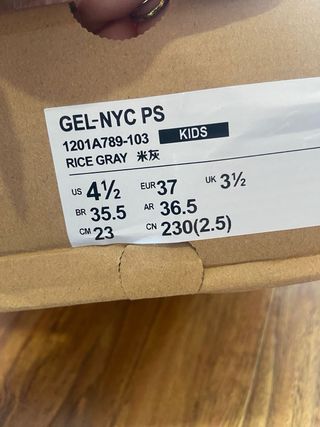 GEL-NYC PS
1201A789-103 KIDS
RICE GRAY 米灰
US 4½ EUR 37 UK 3½
BR 35.5 AR 36.5
CM 23 CN 230(2.5)